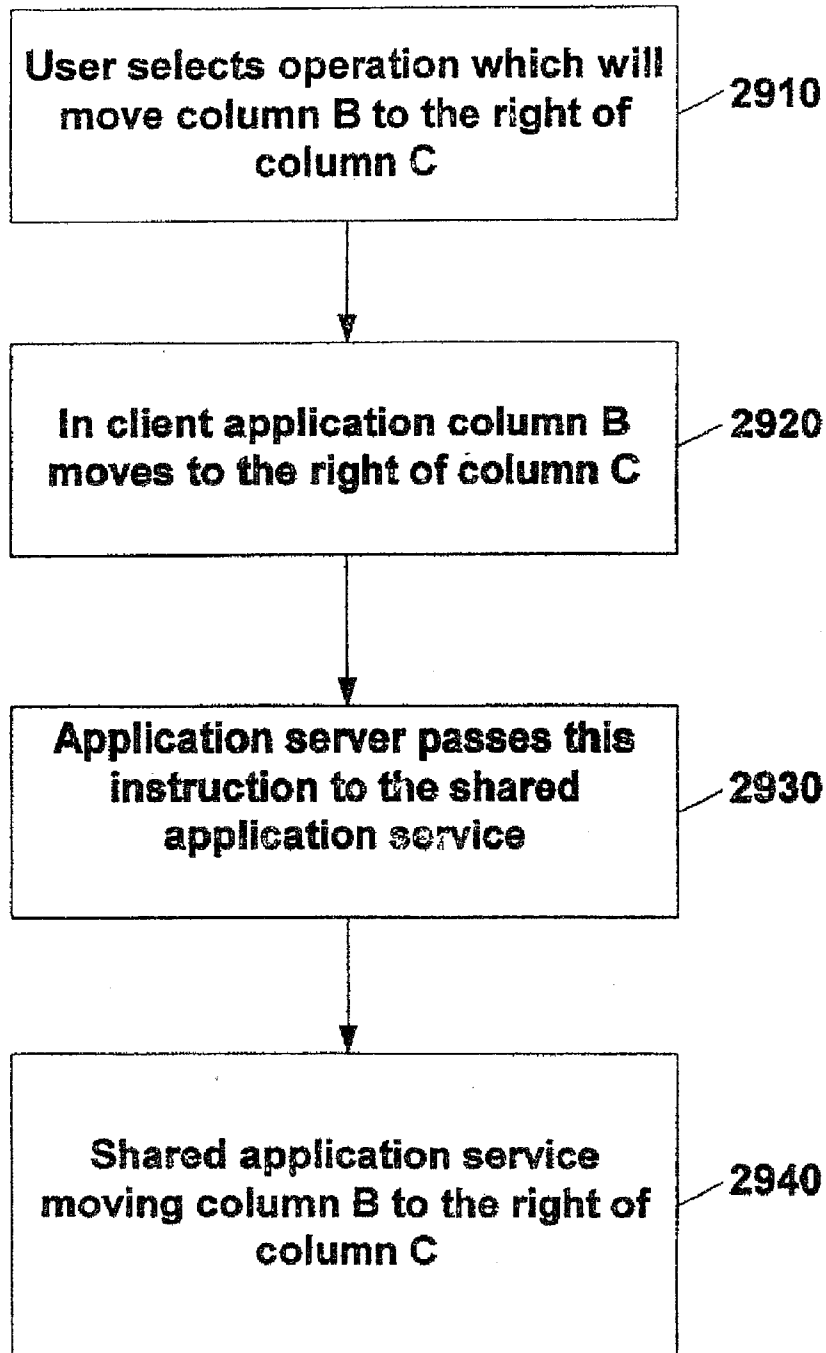 User selects operation which will
move column B to the right of
column C
2910
In client application column B
moves to the right of column C
2920
Application server passes this
instruction to the shared
application service
2930
Shared application service
moving column B to the right of
column C
2940